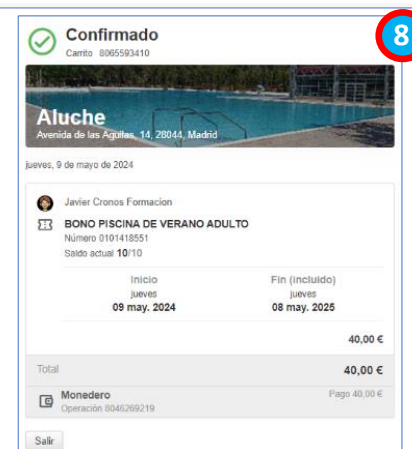 8
Confirmado
Carrito 8065593410
Aluche
Avenida de las Aguilas, 14, 28044, Madrid
jueves, 9 de mayo de 2024
Javier Cronos Formacion
BONO PISCINA DE VERANO ADULTO
Número 0101418551
Saldo actual 10/10
Inicio Fin (incluido)
jueves jueves
09 may. 2024 08 may. 2025
40,00 €
Total 40,00 €
Monedero Pago 40,00 €
Operación 8046269219
Salir